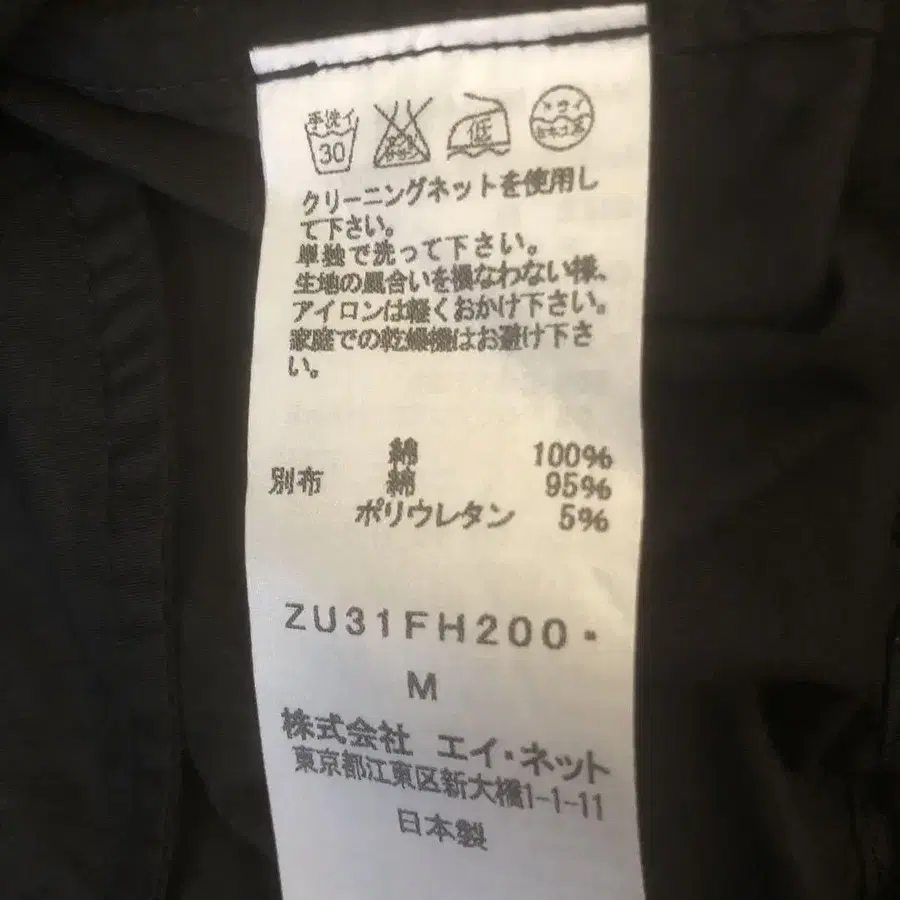 手洗イ
30
低
ドライ
セキユ系
クリーニングネットを使用し
て下さい。
単独で洗って下さい。
生地の風合いを損なわない様、
アイロンは軽くおかけ下さい。
家庭での乾燥機はお避け下さ
い。
綿 100%
別布 綿 95%
ポリウレタン 5%
ZU31FH200-
M
株式会社 エイ・ネット
東京都江東区新大橋1-1-11
日本製